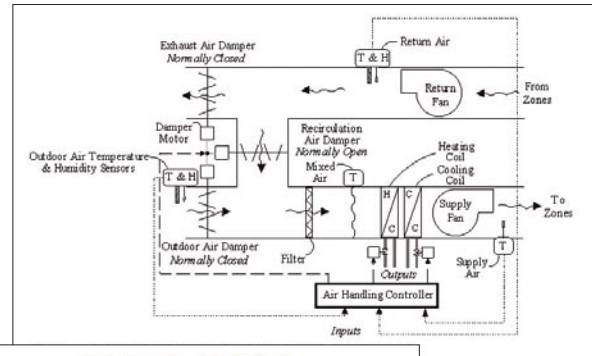 Exhaust Air Damper
Normally Closed
T & H
Return Air
Return
Fan
From
Zones
Damper
Motor
Recirculation
Air Damper
Normally Open
Heating
Coil
Cooling
Coil
Outdoor Air Temperature
& Humidity Sensors
T & H
Mixed
Air
T
H
C
C
C
Supply
Fan
To
Zones
Outdoor Air Damper
Normally Closed
Filter
T
Supply
Air
Outputs
Air Handling Controller
Inputs